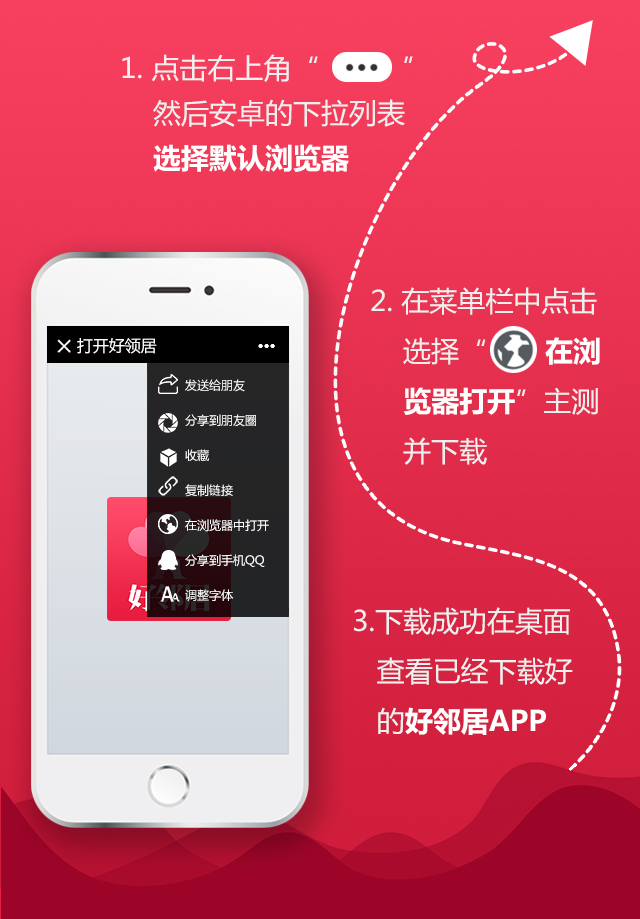 1. 点击右上角“ ”
然后安卓的下拉列表
选择默认浏览器
2. 在菜单栏中点击
选择“ 在浏
览器打开”主测
并下载
3.下载成功在桌面
查看已经下载好
的好邻居APP
打开好领居
发送给朋友
分享到朋友圈
收藏
复制链接
在浏览器中打开
分享到手机QQ
调整字体
好邻居